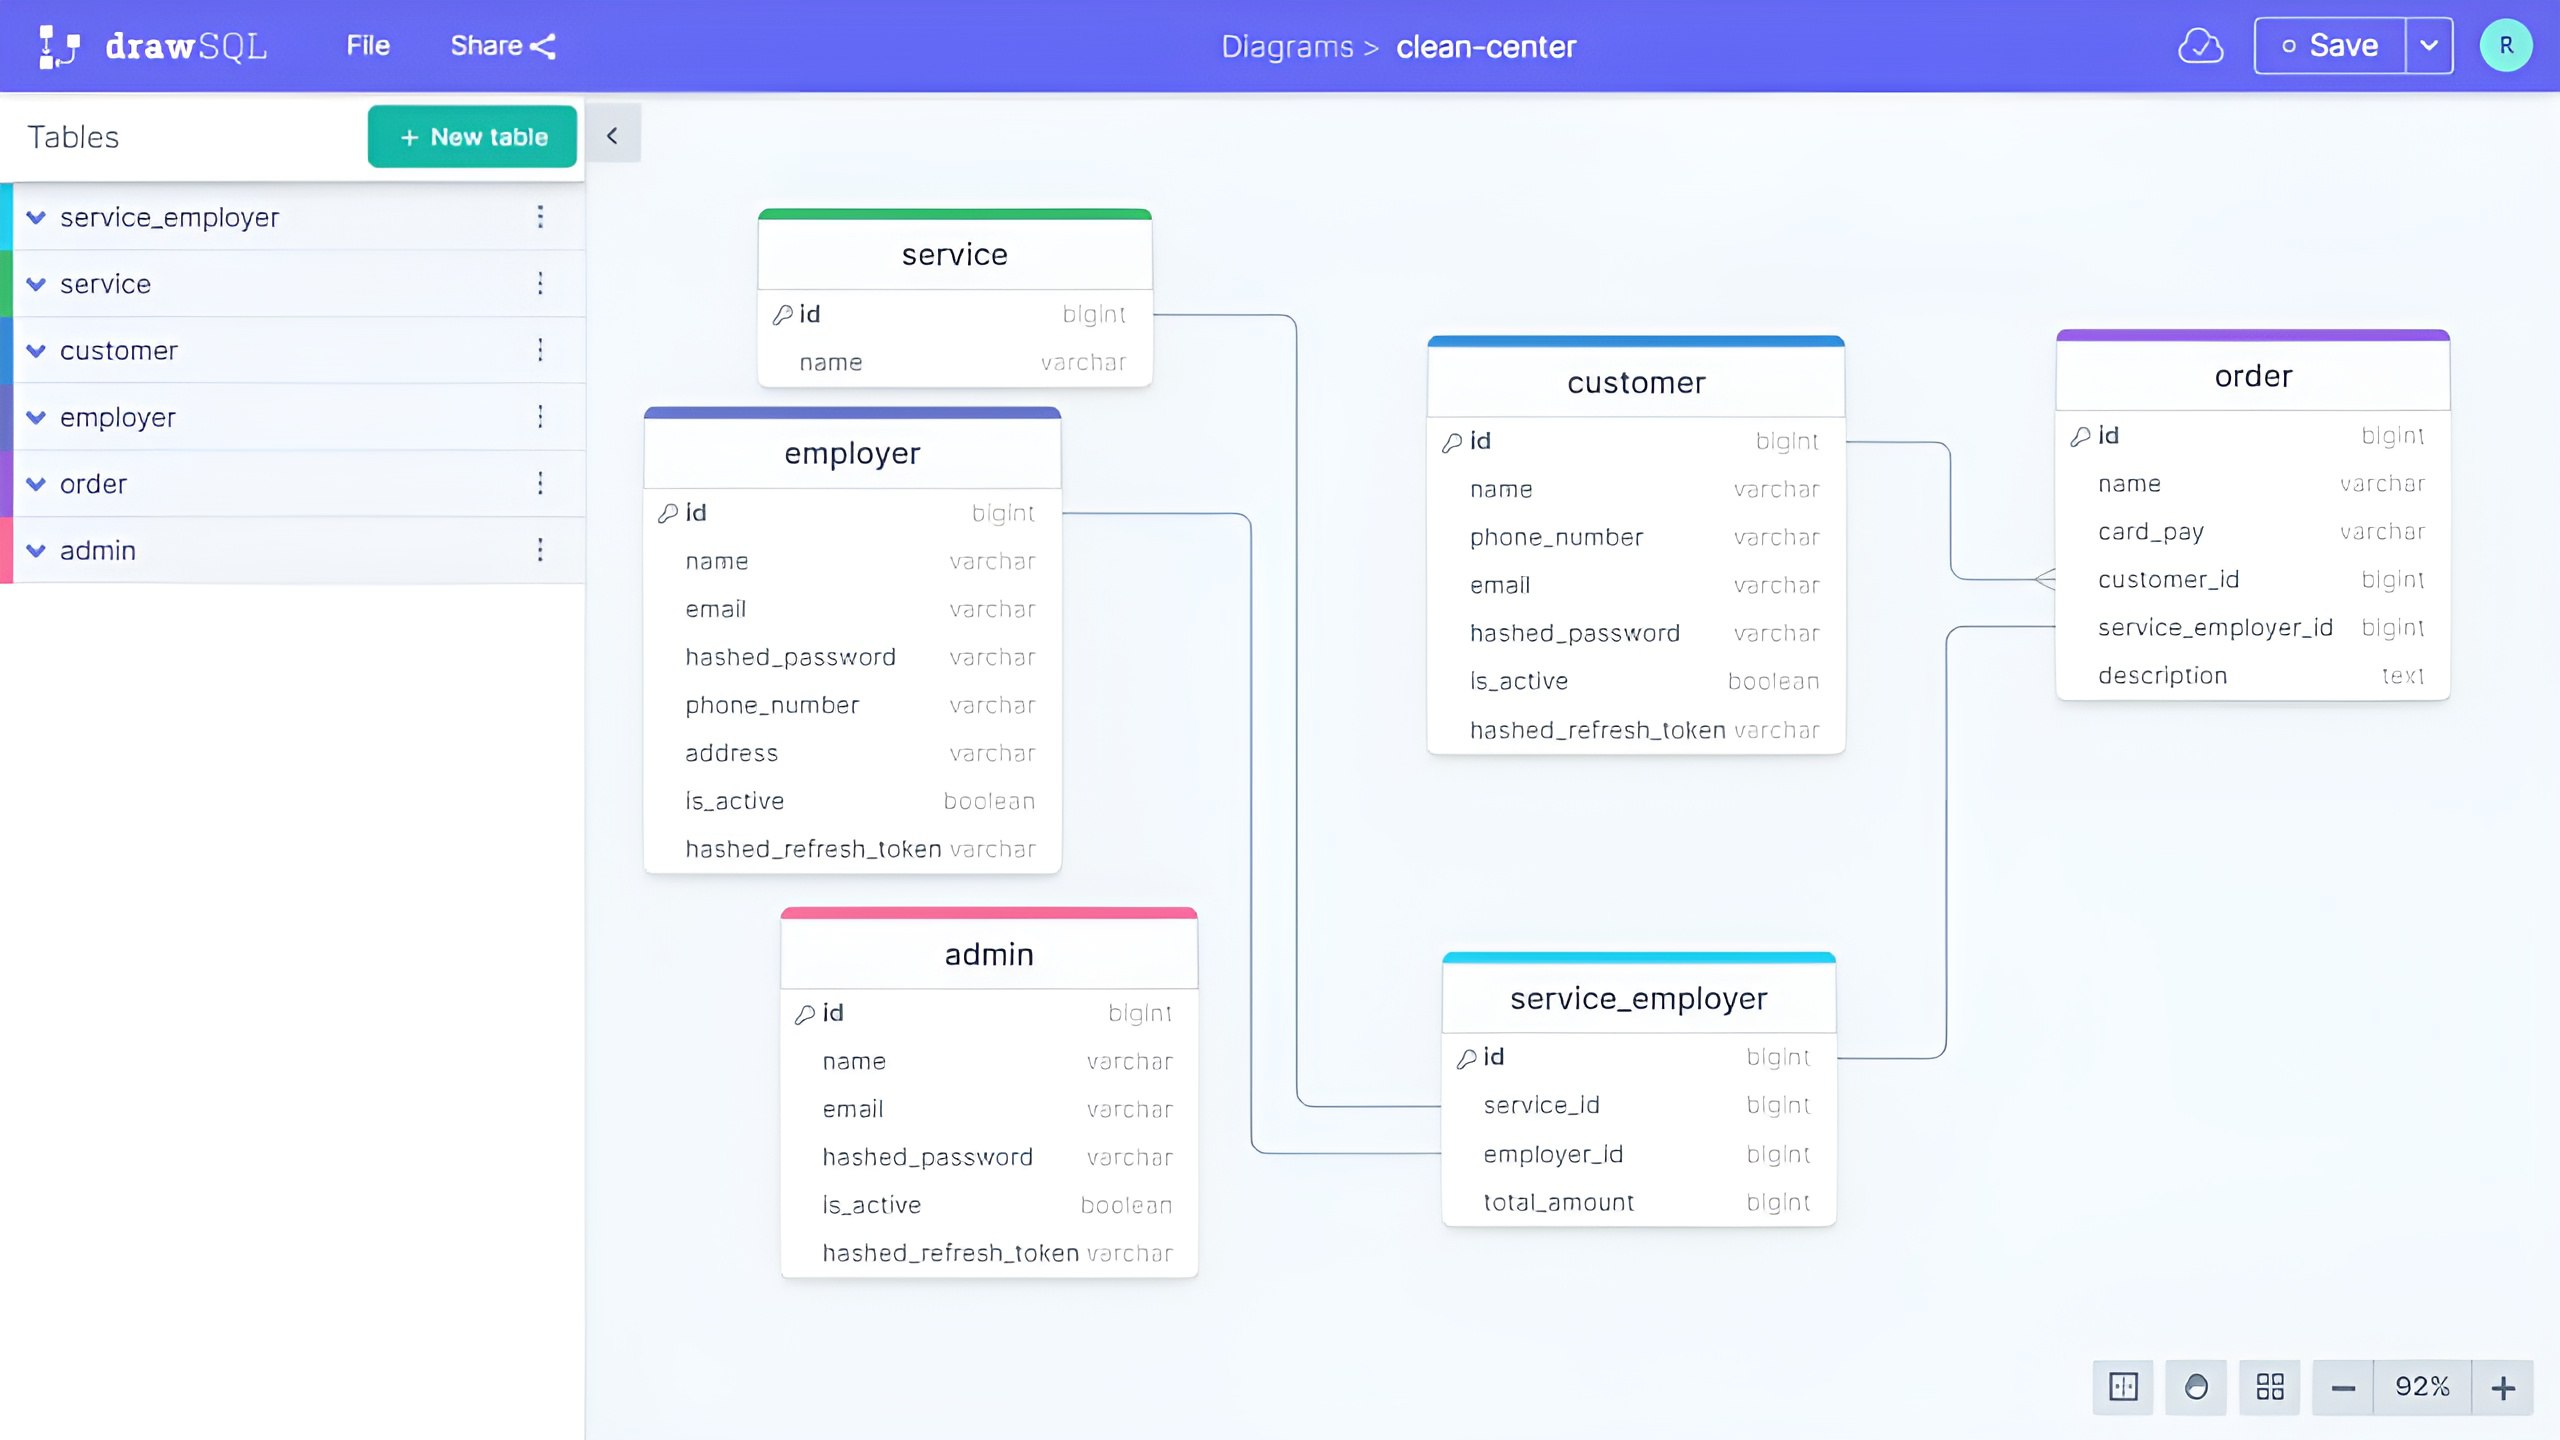 drawSQL File Share Diagrams > clean-center Save R
Tables + New table
service_employer
service
customer
employer
order
admin
service
id bigint
name varchar
employer
id bigint
name varchar
email varchar
hashed_password varchar
phone_number varchar
address varchar
is_active boolean
hashed_refresh_token varchar
admin
id bigint
name varchar
email varchar
hashed_password varchar
is_active boolean
hashed_refresh_token varchar
customer
id bigint
name varchar
phone_number varchar
email varchar
hashed_password varchar
is_active boolean
hashed_refresh_token varchar
service_employer
id bigint
service_id bigint
employer_id bigint
total_amount bigint
order
id bigint
name varchar
card_pay varchar
customer_id bigint
service_employer_id bigint
description text
92%